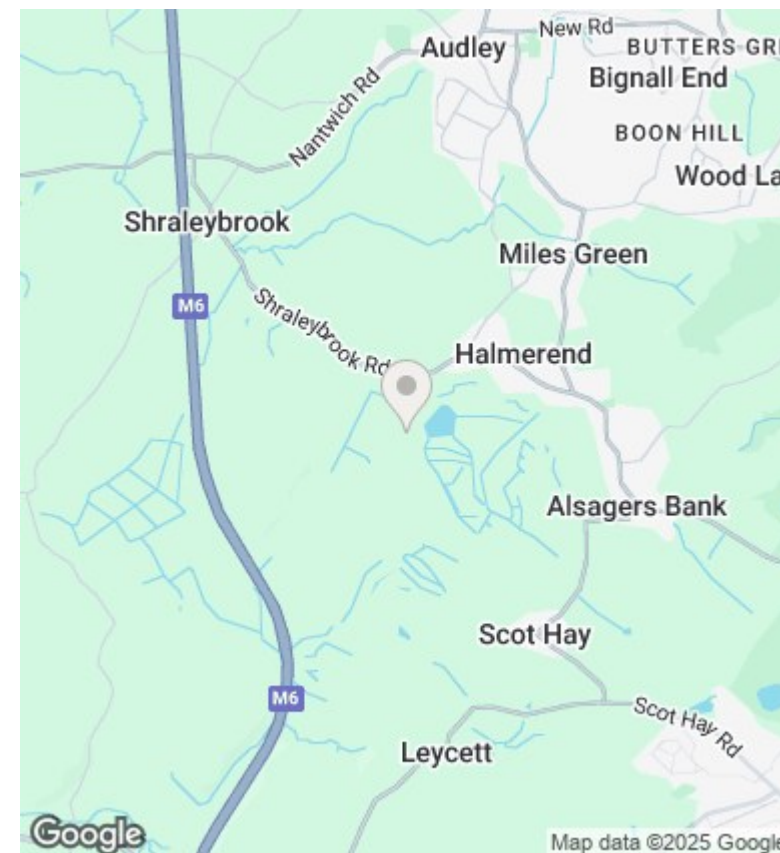 New Rd
Audley
BUTTERS GR
Bignall End
Nantwich Rd
BOON HILL
Wood La
Shraleybrook
Miles Green
M6
Shraleybrook Rd
Halmerend
Alsagers Bank
Scot Hay
M6
Scot Hay Rd
Leycett
Google
Map data ©2025 Google